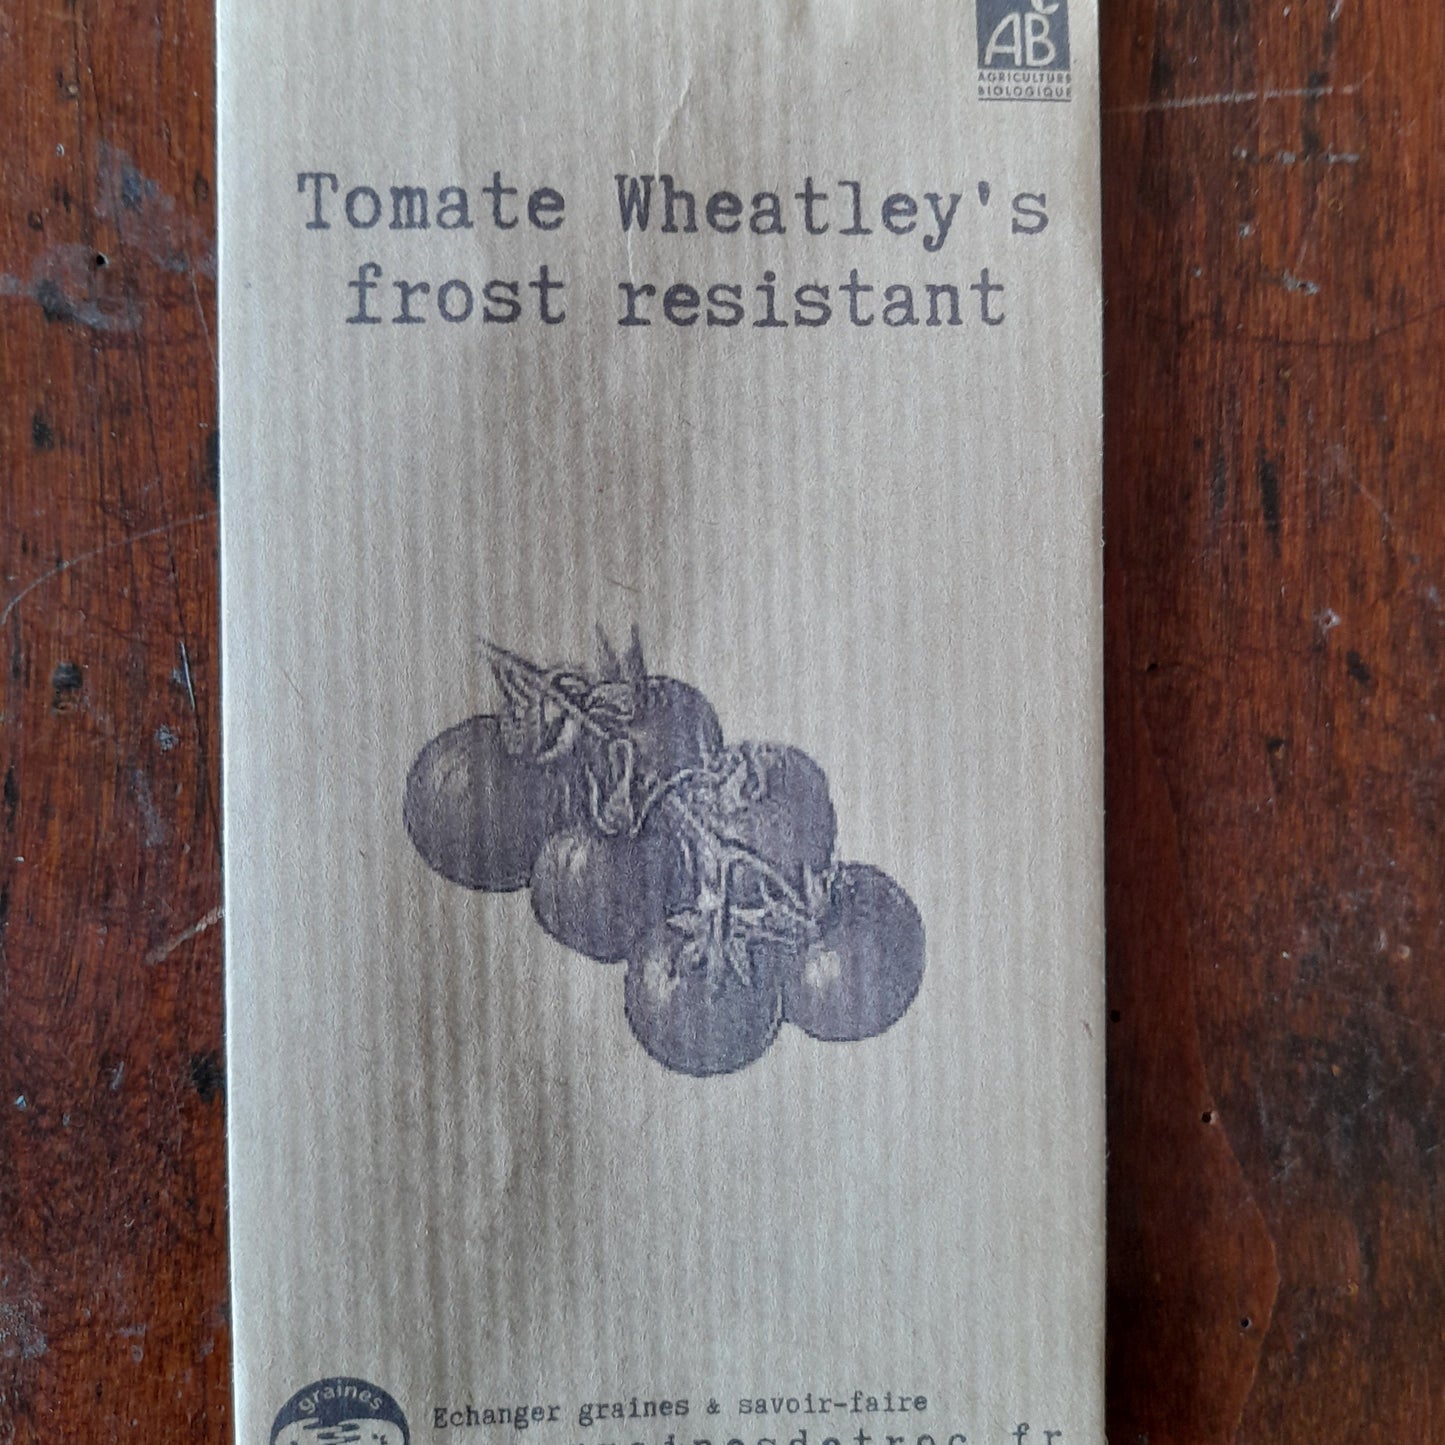 AB
AGRICULTURE
BIOLOGIQUE
Tomate Wheatley's
frost resistant
graines
Echanger graines & savoir-faire